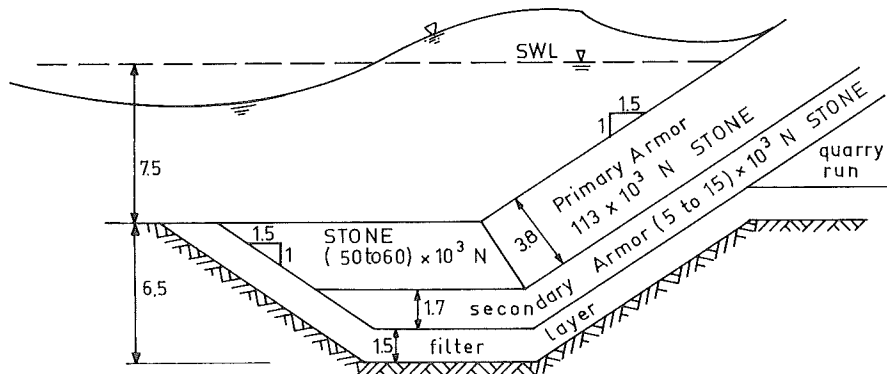 SWL
1.5
1
7.5
quarry
run
Primary Armor
113 × 10³ N STONE
3.8
1.5
1
STONE
(50 to 60) × 10³ N
6,5
secondary Armor (5 to 15) × 10³ N STONE
1.7
1.5
filter layer